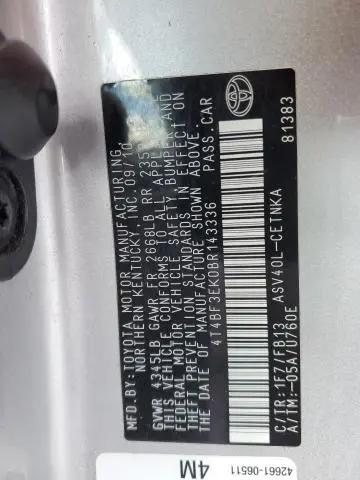 MFD.BY:TOYOTA MOTOR MANUFACTURING,
NORTHERN KENTUCKY, INC. 09/10
GVWR 4345LB GAWR FR 2668LB RR 235
THIS VEHICLE CONFORMS TO ALL APPL
FEDERAL MOTOR VEHICLE SAFETY BUMPER AND
THEFT PREVENTION STANDARDS IN EFFECT
ON THE DATE OF MANUFACTURE SHOWN ABOVE.
4T4BF3EK0BR143336 PASS.CAR
C/TR:1F7/FB13 ASV40L-CETNKA
A/TM:-05A/U760E 81383
TOYOTA
42661-06511
4M